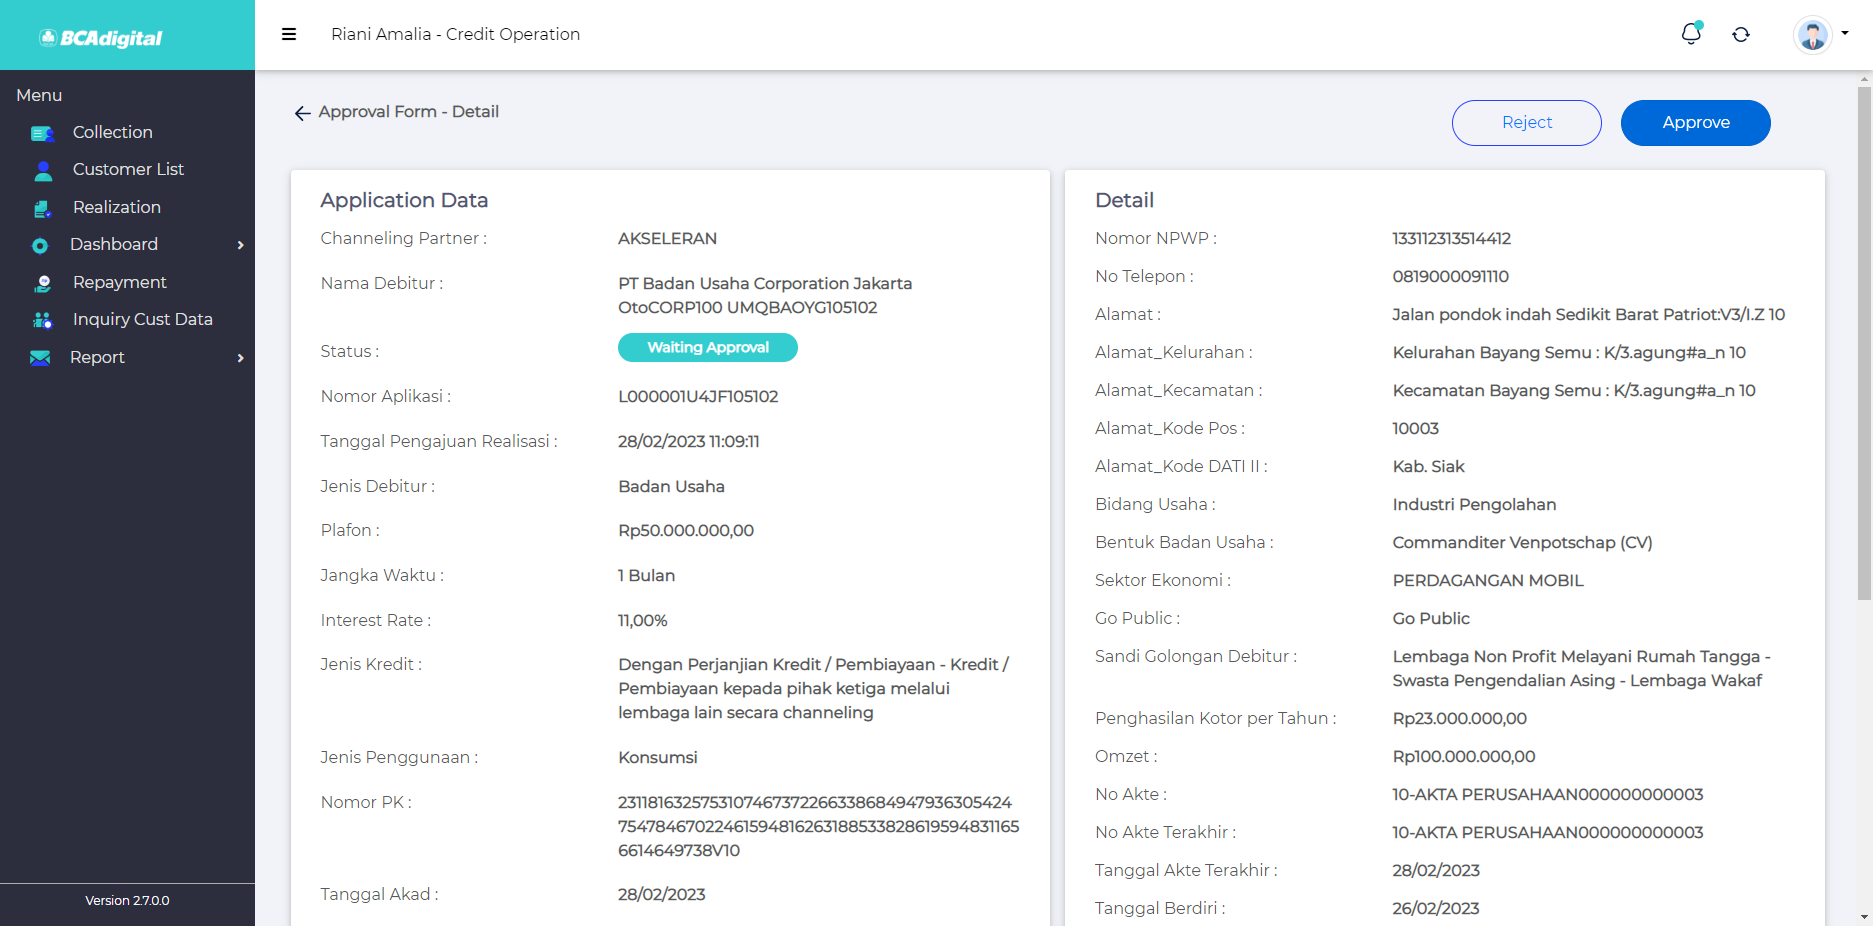 BCAdigital
Riani Amalia - Credit Operation
Menu
Collection
Customer List
Realization
Dashboard
Repayment
Inquiry Cust Data
Report
Version 2.7.0.0
Approval Form - Detail
Reject
Approve
Application Data
Channeling Partner : AKSELERAN
Nama Debitur : PT Badan Usaha Corporation Jakarta
OtoCORP100 UMQBAOYG105102
Status : Waiting Approval
Nomor Aplikasi : L000001U4JF105102
Tanggal Pengajuan Realisasi : 28/02/2023 11:09:11
Jenis Debitur : Badan Usaha
Plafon : Rp50.000.000,00
Jangka Waktu : 1 Bulan
Interest Rate : 11,00%
Jenis Kredit : Dengan Perjanjian Kredit / Pembiayaan - Kredit /
Pembiayaan kepada pihak ketiga melalui
lembaga lain secara channeling
Jenis Penggunaan : Konsumsi
Nomor PK : 23118163257531074673722663386849479363054​24
754784670224615948162631885338286195948311​65
6614649738V10
Tanggal Akad : 28/02/2023
Detail
Nomor NPWP : 133112313514412
No Telepon : 0819000091110
Alamat : Jalan pondok indah Sedikit Barat Patriot:V3/I.Z 10
Alamat_Kelurahan : Kelurahan Bayang Semu : K/3.agung#a_n 10
Alamat_Kecamatan : Kecamatan Bayang Semu : K/3.agung#a_n 10
Alamat_Kode Pos : 10003
Alamat_Kode DATI II : Kab. Siak
Bidang Usaha : Industri Pengolahan
Bentuk Badan Usaha : Commanditer Venpotschap (CV)
Sektor Ekonomi : PERDAGANGAN MOBIL
Go Public : Go Public
Sandi Golongan Debitur : Lembaga Non Profit Melayani Rumah Tangga -
Swasta Pengendalian Asing - Lembaga Wakaf
Penghasilan Kotor per Tahun : Rp23.000.000,00
Omzet : Rp100.000.000,00
No Akte : 10-AKTA PERUSAHAAN000000000003
No Akte Terakhir : 10-AKTA PERUSAHAAN000000000003
Tanggal Akte Terakhir : 28/02/2023
Tanggal Berdiri : 26/02/2023